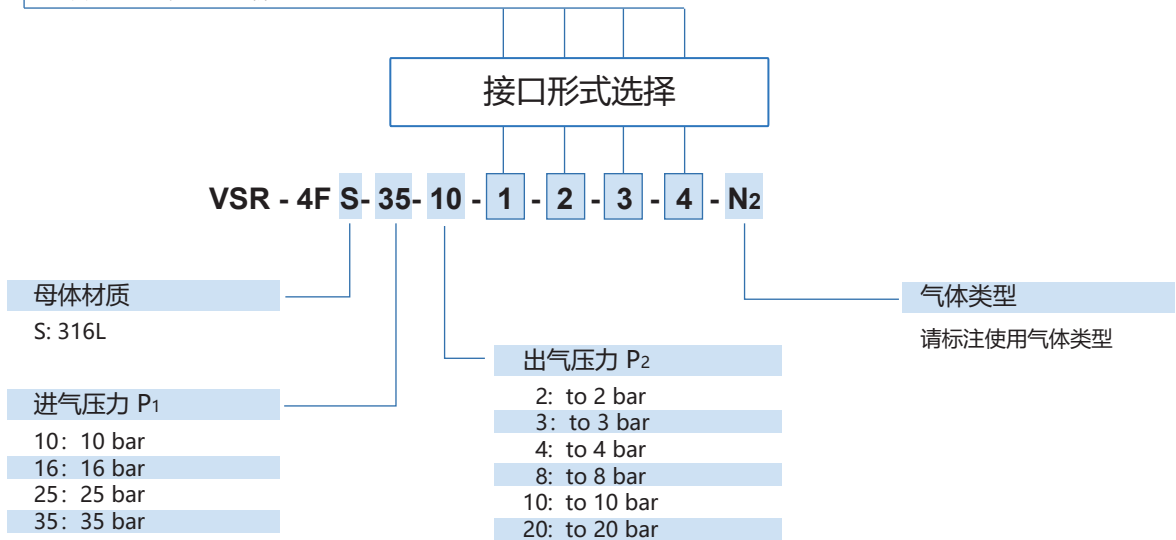 接口形式选择
VSR - 4F S- 35- 10 - 1 - 2 - 3 - 4 - N2
母体材质
S: 316L
进气压力 P1
10：10 bar
16：16 bar
25：25 bar
35：35 bar
出气压力 P2
2: to 2 bar
3：to 3 bar
4: to 4 bar
8: to 8 bar
10: to 10 bar
20: to 20 bar
气体类型
请标注使用气体类型